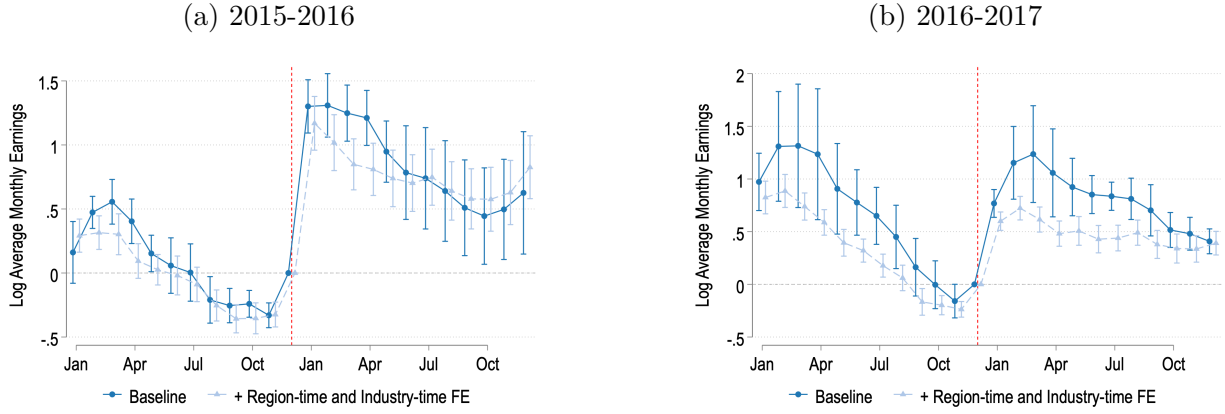 (a) 2015-2016
Log Average Monthly Earnings
1.5
1
.5
0
-.5
Jan Apr Jul Oct Jan Apr Jul Oct
Baseline + Region-time and Industry-time FE
(b) 2016-2017
Log Average Monthly Earnings
2
1.5
1
.5
0
-.5
Jan Apr Jul Oct Jan Apr Jul Oct
Baseline + Region-time and Industry-time FE